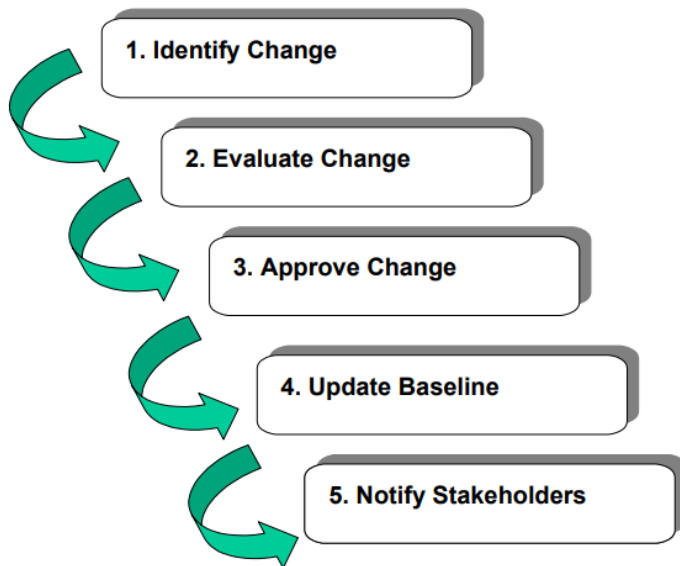 1. Identify Change
2. Evaluate Change
3. Approve Change
4. Update Baseline
5. Notify Stakeholders